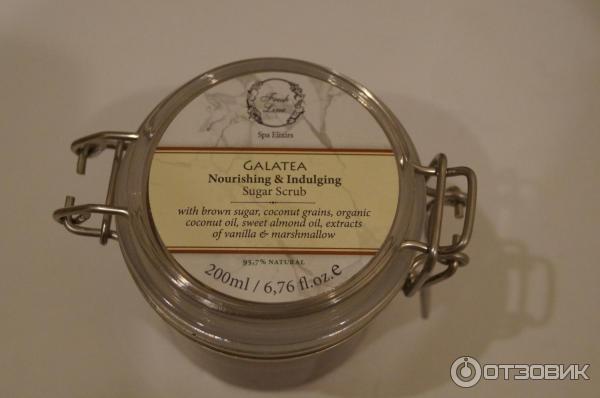 Fresh
Line
Spa Elixirs
GALATEA
Nourishing & Indulging
Sugar Scrub
with brown sugar, coconut grains, organic
coconut oil, sweet almond oil, extracts
of vanilla & marshmallow
95,7% NATURAL
200ml / 6,76 fl.oz.e
ОТЗОВИК